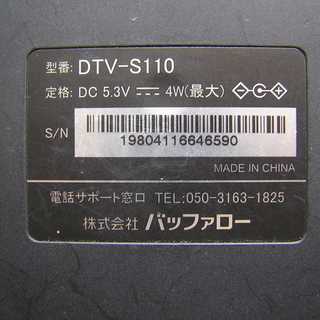 型番: DTV-S110
定格: DC 5.3V ⎓ 4W(最大)
S/N
19804116646590
MADE IN CHINA
電話サポート窓口 TEL:050-3163-1825
株式会社 バッファロー